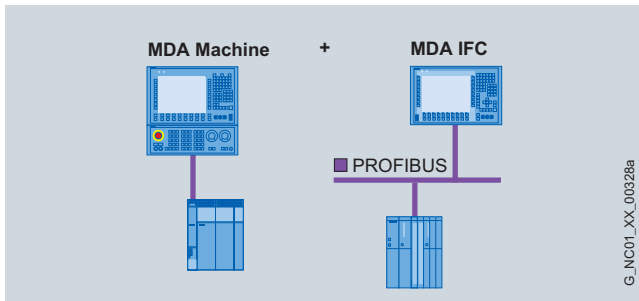 MDA Machine + MDA IFC
PROFIBUS
G_NC01_XX_00328a